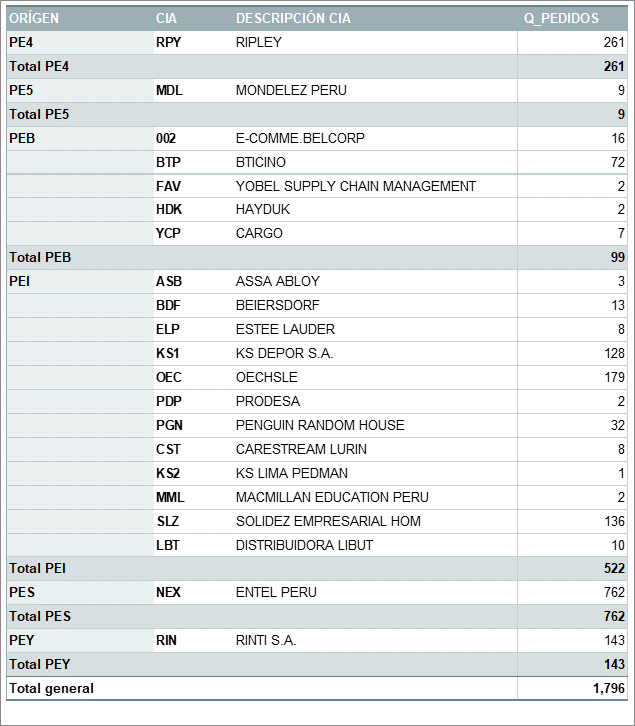 ORÍGEN CIA DESCRIPCIÓN CIA Q_PEDIDOS
PE4 RPY RIPLEY 261
Total PE4 261
PE5 MDL MONDELEZ PERU 9
Total PE5 9
PEB 002 E-COMME.BELCORP 16
BTP BTICINO 72
FAV YOBEL SUPPLY CHAIN MANAGEMENT 2
HDK HAYDUK 2
YCP CARGO 7
Total PEB 99
PEI ASB ASSA ABLOY 3
BDF BEIERSDORF 13
ELP ESTEE LAUDER 8
KS1 KS DEPOR S.A. 128
OEC OECHSLE 179
PDP PRODESA 2
PGN PENGUIN RANDOM HOUSE 32
CST CARESTREAM LURIN 8
KS2 KS LIMA PEDMAN 1
MML MACMILLAN EDUCATION PERU 2
SLZ SOLIDEZ EMPRESARIAL HOM 136
LBT DISTRIBUIDORA LIBUT 10
Total PEI 522
PES NEX ENTEL PERU 762
Total PES 762
PEY RIN RINTI S.A. 143
Total PEY 143
Total general 1,796